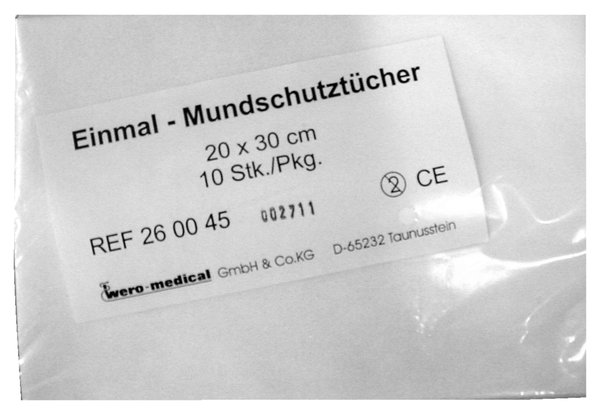 Einmal - Mundschutztücher
20 x 30 cm
10 Stk./Pkg.
REF 26 00 45 002711 2 CE
wero-medical GmbH & Co.KG D-65232 Taunusstein